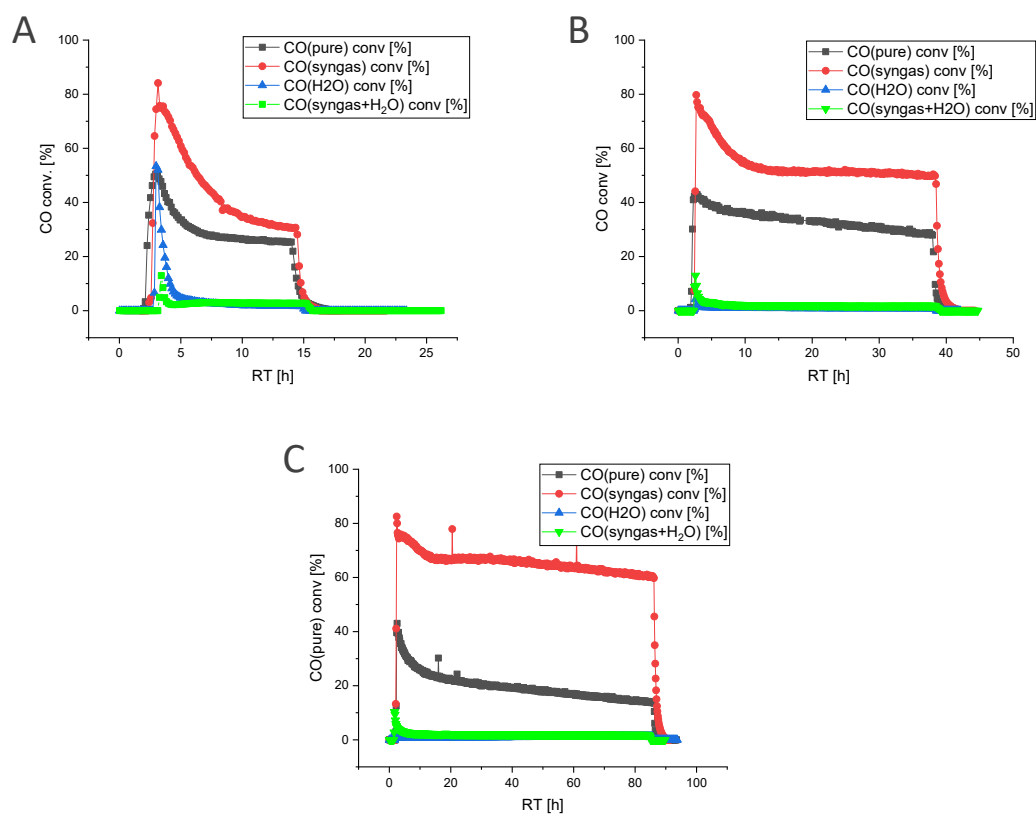 A
CO(pure) conv [%]
CO(syngas) conv [%]
CO(H2O) conv [%]
CO(syngas+H₂O) conv [%]
100
80
60
40
20
0
CO conv. [%]
0
5
10
15
20
25
RT [h]
B
CO(pure) conv [%]
CO(syngas) conv [%]
CO(H2O) conv [%]
CO(syngas+H2O) conv [%]
100
80
60
40
20
0
CO conv [%]
0
10
20
30
40
50
RT [h]
C
CO(pure) conv [%]
CO(syngas) conv [%]
CO(H2O) conv [%]
CO(syngas+H₂O) [%]
100
80
60
40
20
0
CO(pure) conv [%]
0
20
40
60
80
100
RT [h]